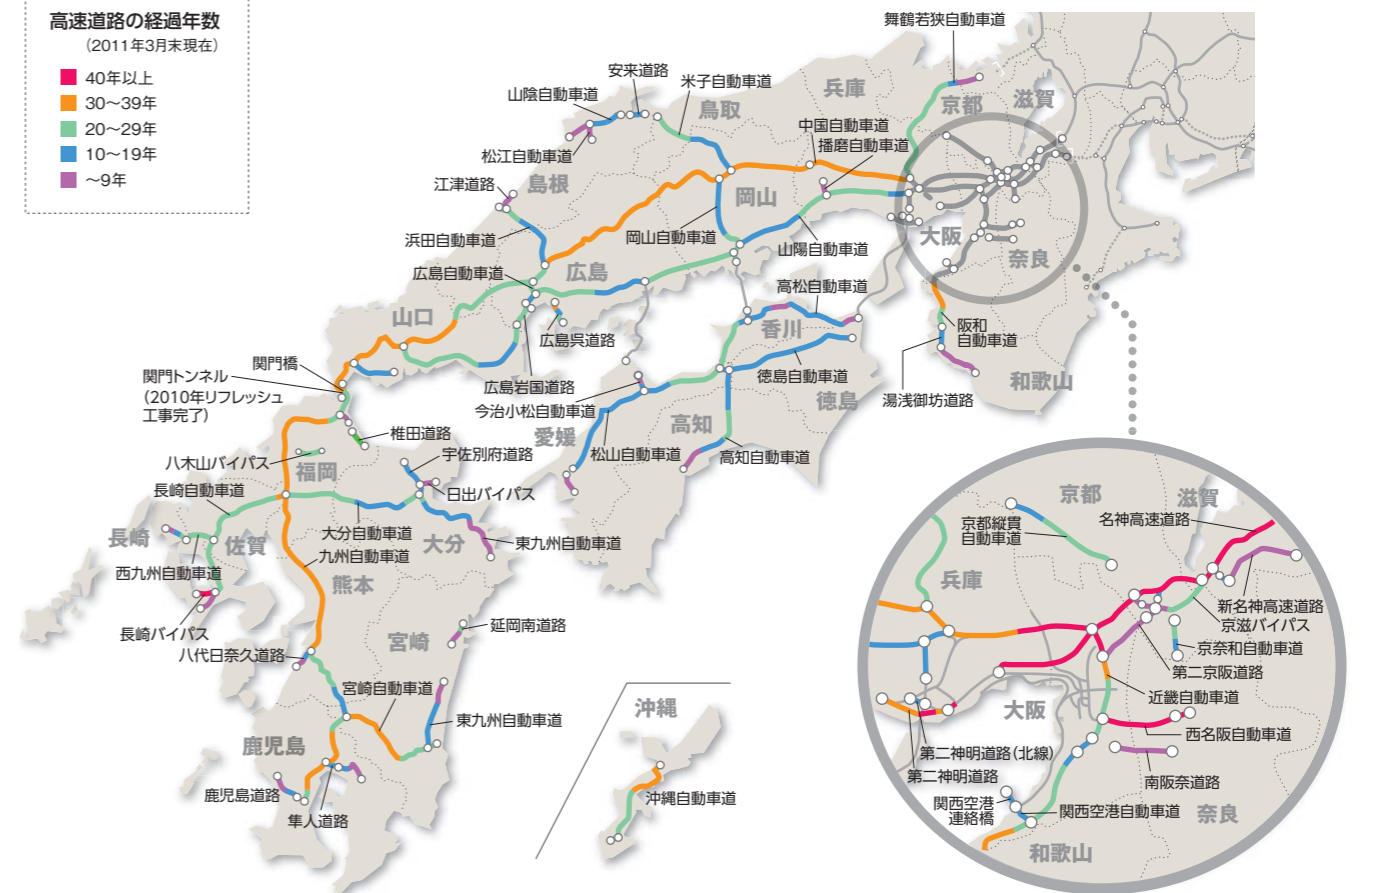 高速道路の経過年数
（2011年3月末現在）
40年以上
30～39年
20～29年
10～19年
～9年
舞鶴若狭自動車道
安来道路
米子自動車道
山陰自動車道
兵庫
鳥取
京都
滋賀
中国自動車道
播磨自動車道
松江自動車道
江津道路
島根
岡山
浜田自動車道
岡山自動車道
山陽自動車道
大阪
奈良
広島自動車道
広島
高松自動車道
香川
山口
広島呉道路
阪和
自動車道
関門橋
関門トンネル
（2010年リフレッシュ
工事完了）
広島岩国道路
徳島自動車道
徳島
和歌山
湯浅御坊道路
今治小松自動車道
愛媛
高知
松山自動車道
高知自動車道
椎田道路
八木山バイパス
福岡
宇佐別府道路
長崎自動車道
日出バイパス
長崎
佐賀
大分自動車道
大分
東九州自動車道
九州自動車道
西九州自動車道
熊本
長崎バイパス
延岡南道路
宮崎
八代日奈久道路
宮崎自動車道
東九州自動車道
鹿児島
鹿児島道路
隼人道路
沖縄
沖縄自動車道
京都
滋賀
京都縦貫
自動車道
名神高速道路
兵庫
新名神高速道路
京滋バイパス
京奈和自動車道
第二京阪道路
近畿自動車道
大阪
西名阪自動車道
第二神明道路（北線）
第二神明道路
南阪奈道路
関西空港
連絡橋
関西空港自動車道
奈良
和歌山